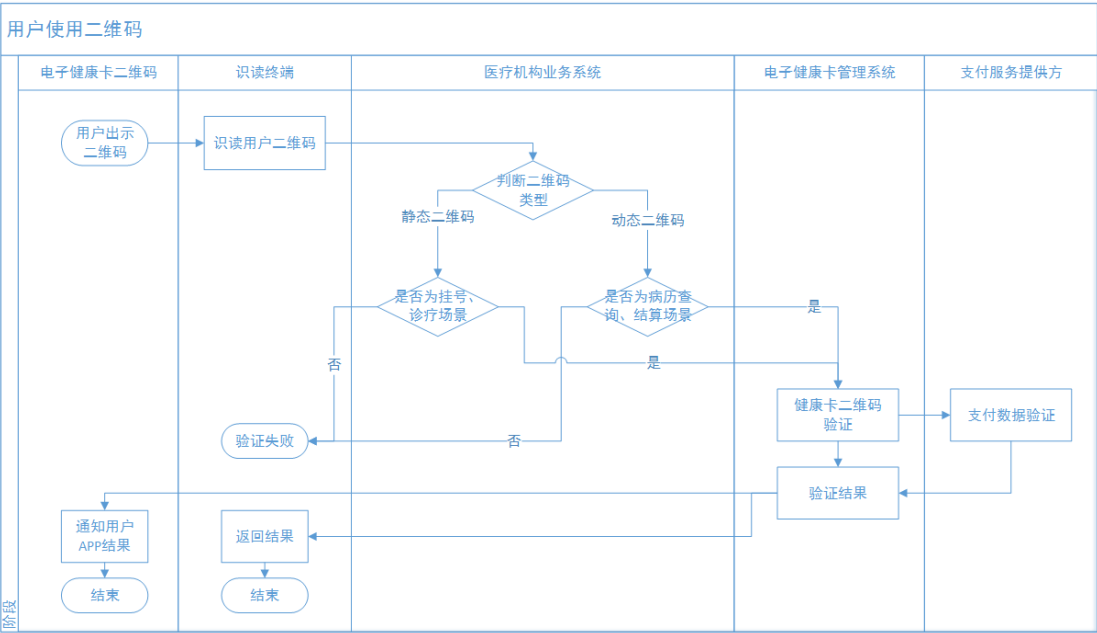 用户使用二维码
电子健康卡二维码
识读终端
医疗机构业务系统
电子健康卡管理系统
支付服务提供方
用户出示
二维码
识读用户二维码
判断二维码
类型
静态二维码
动态二维码
是否为挂号、
诊疗场景
是否为病历查
询、结算场景
是
否
是
健康卡二维码
验证
支付数据验证
验证失败
否
验证结果
通知用户
APP结果
返回结果
结束
结束
阶段